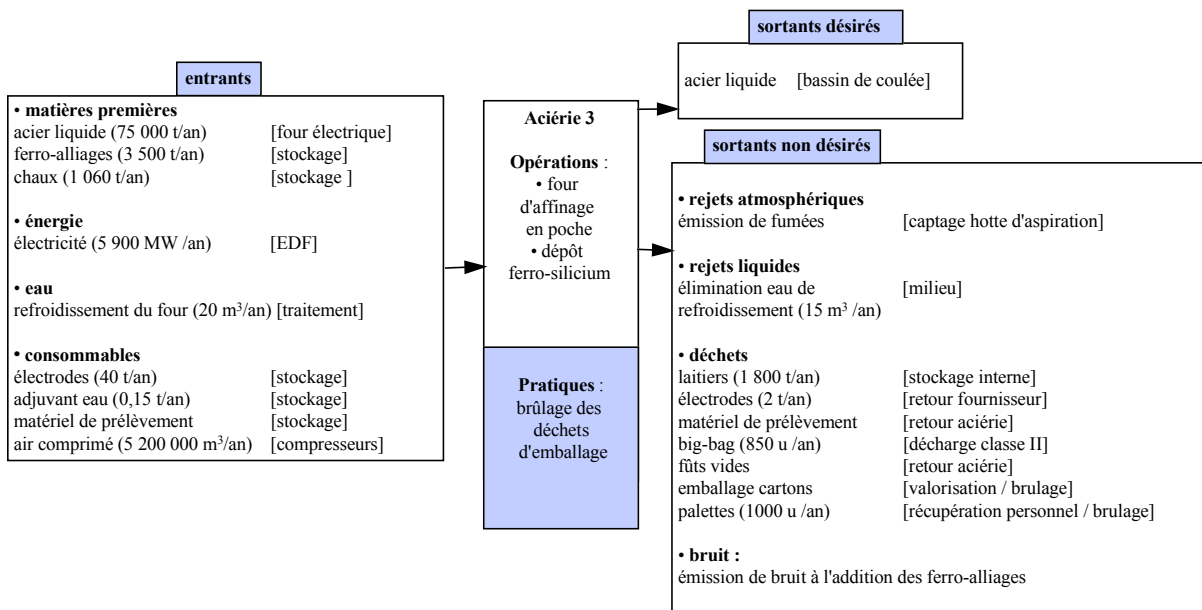 entrants
• matières premières
acier liquide (75 000 t/an) [four électrique]
ferro-alliages (3 500 t/an) [stockage]
chaux (1 060 t/an) [stockage ]
• énergie
électricité (5 900 MW /an) [EDF]
• eau
refroidissement du four (20 m³/an) [traitement]
• consommables
électrodes (40 t/an) [stockage]
adjuvant eau (0,15 t/an) [stockage]
matériel de prélèvement [stockage]
air comprimé (5 200 000 m³/an) [compresseurs]
Aciérie 3
Opérations :
• four
d'affinage
en poche
• dépôt
ferro-silicium
Pratiques :
brûlage des
déchets
d'emballage
sortants désirés
acier liquide [bassin de coulée]
sortants non désirés
• rejets atmosphériques
émission de fumées [captage hotte d'aspiration]
• rejets liquides
élimination eau de [milieu]
refroidissement (15 m³ /an)
• déchets
laitiers (1 800 t/an) [stockage interne]
électrodes (2 t/an) [retour fournisseur]
matériel de prélèvement [retour aciérie]
big-bag (850 u /an) [décharge classe II]
fûts vides [retour aciérie]
emballage cartons [valorisation / brulage]
palettes (1000 u /an) [récupération personnel / brulage]
• bruit :
émission de bruit à l'addition des ferro-alliages